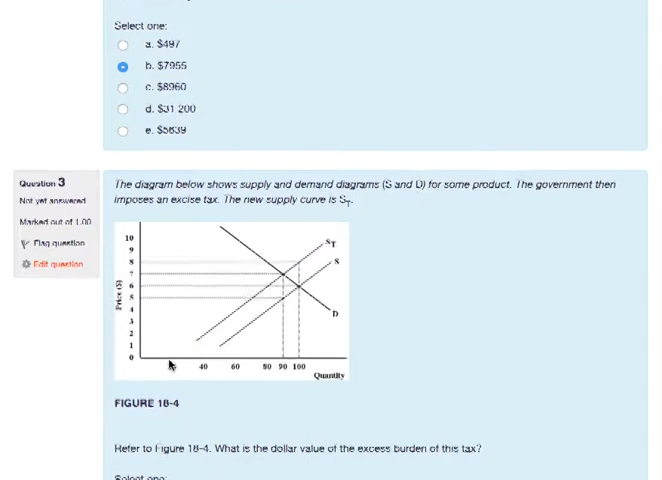 Select one:
a. $497
b. $7955
c. $8960
d. $31 200
e. $5639
Question 3
Not yet answered
Marked out of 1.00
Flag question
Edit question
The diagram below shows supply and demand diagrams (S and D) for some product. The government then
imposes an excise tax. The new supply curve is ST.
10
9
8
7
6
5
4
3
2
1
0
Price ($)
ST
S
D
40
60
80
90
100
Quantity
FIGURE 18-4
Refer to Figure 18-4. What is the dollar value of the excess burden of this tax?
Select one: